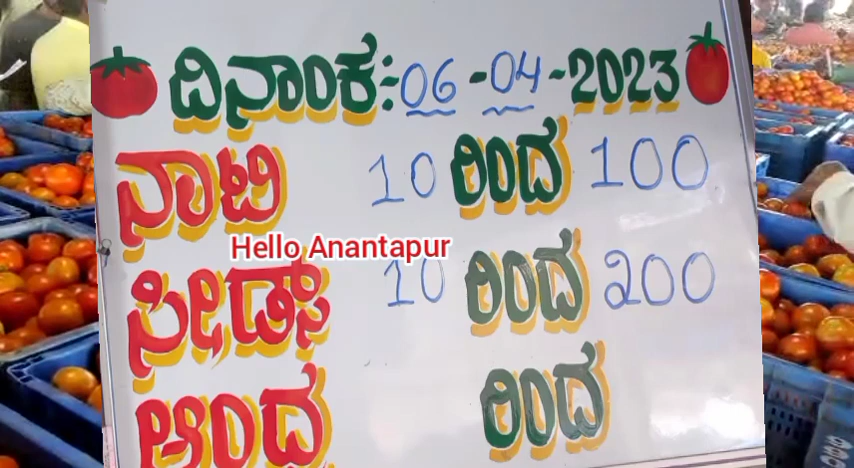 ದಿನಾಂಕ:-06-04-2023
ನಾಟಿ 10 ರಿಂದ 100
Hello Anantapur
ಸೀಡ್ಸ್ 10 ರಿಂದ 200
ಆಂಧ್ರ ರಿಂದ